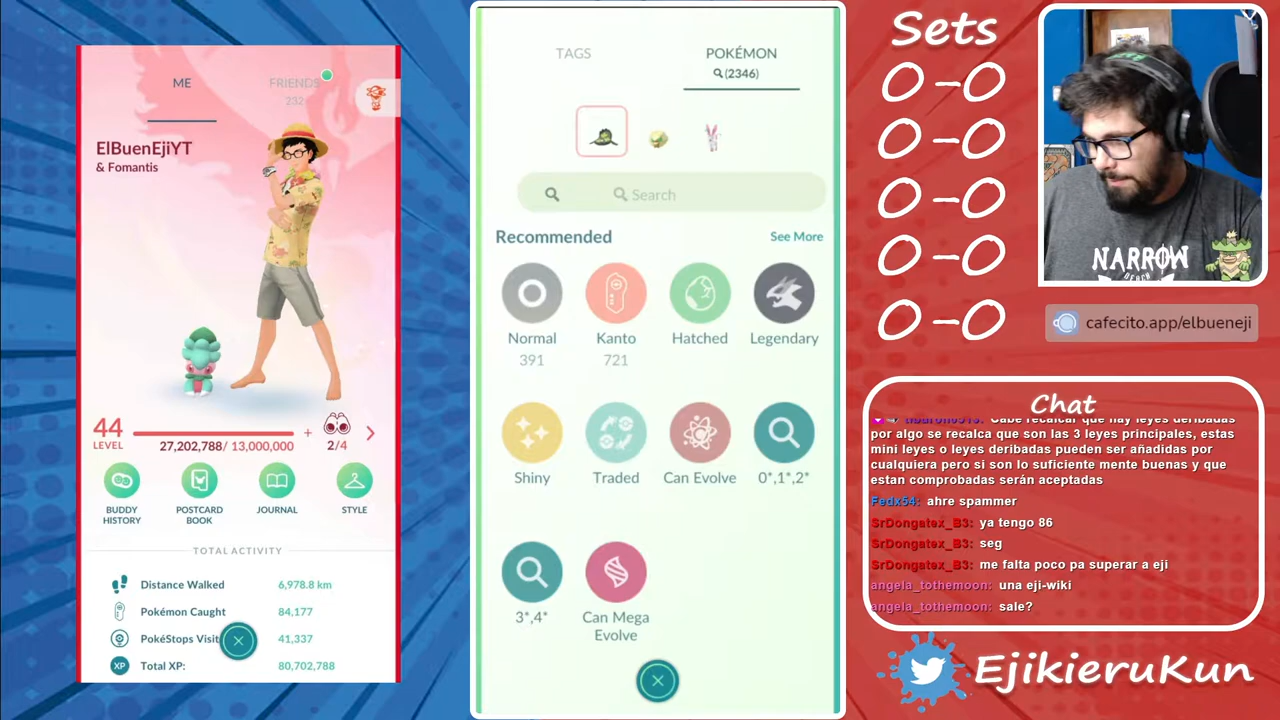 ME
FRIENDS
232
ElBuenEjiYT
& Fomantis
44
LEVEL
27,202,788/ 13,000,000
+
2/4
BUDDY HISTORY
POSTCARD BOOK
JOURNAL
STYLE
TOTAL ACTIVITY
Distance Walked 6,978.8 km
Pokémon Caught 84,177
PokéStops Visit 41,337
XP Total XP: 80,702,788
TAGS
POKÉMON
(2346)
Search
Recommended
See More
Normal
391
Kanto
721
Hatched
Legendary
Shiny
Traded
Can Evolve
0*,1*,2*
3*,4*
Can Mega
Evolve
Sets
0-0
0-0
0-0
0-0
0-0
NARROW
cafecito.app/elbueneji
Chat
Cabe recalcar que hay leyes deribadas
por algo se recalca que son las 3 leyes principales, estas
mini leyes o leyes deribadas pueden ser añadidas por
cualquiera pero si son lo suficiente mente buenas y que
estan comprobadas serán aceptadas
Fedx54: ahre spammer
SrDongatex_B3: ya tengo 86
SrDongatex_B3: seg
SrDongatex_B3: me falta poco pa superar a eji
angela_tothemoon: una eji-wiki
angela_tothemoon: sale?
EjikieruKun